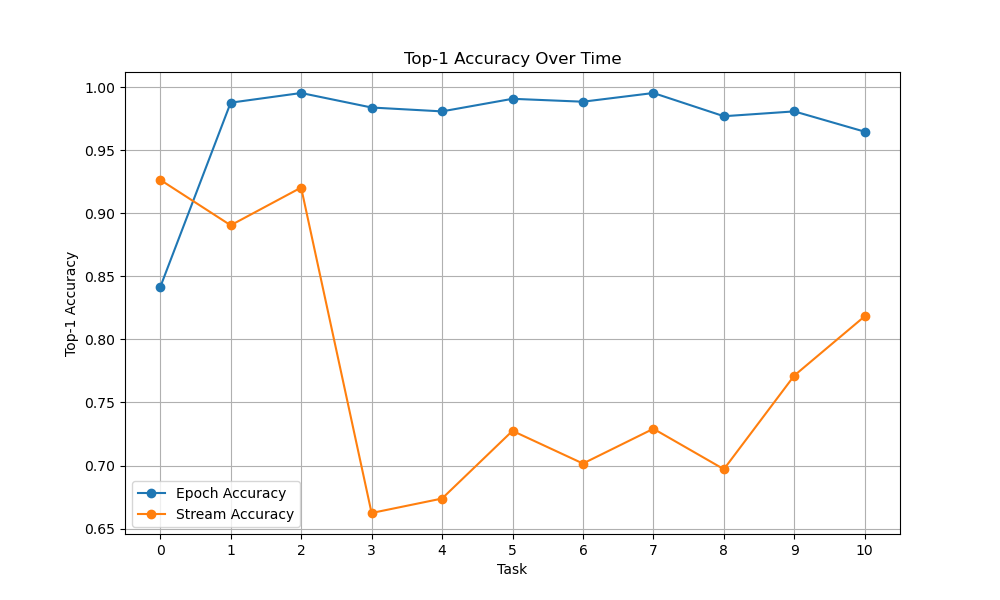 Top-1 Accuracy Over Time
Top-1 Accuracy
1.00
0.95
0.90
0.85
0.80
0.75
0.70
0.65
Epoch Accuracy
Stream Accuracy
0 1 2 3 4 5 6 7 8 9 10
Task